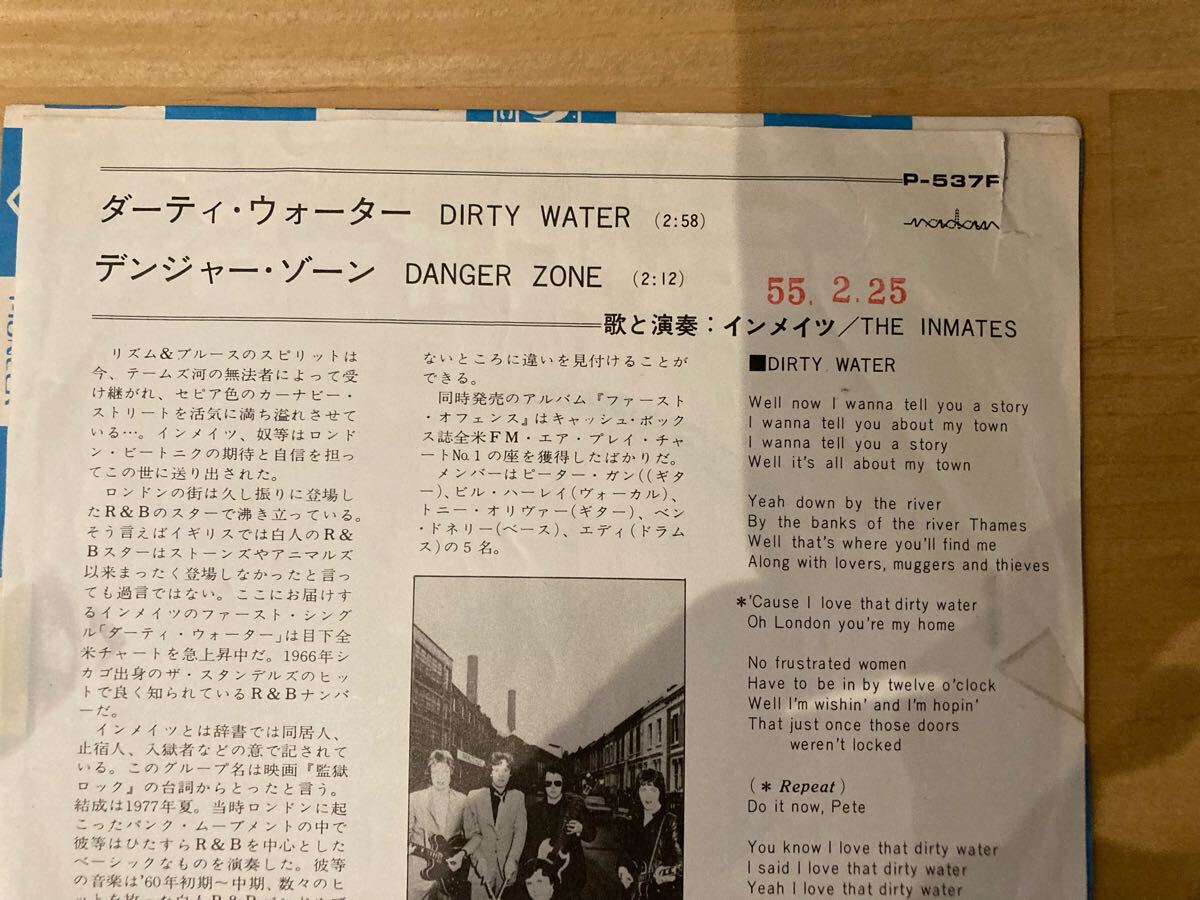 P-537F
radan
ダーティ・ウォーター DIRTY WATER (2:58)
デンジャー・ゾーン DANGER ZONE (2:12)
55. 2. 25
歌と演奏：インメイツ／THE INMATES
リズム&ブルースのスピリットは
今、テームズ河の無法者によって受
け継がれ、セピア色のカーナビー・
ストリートを活気に満ち溢れさせて
いる…。インメイツ、奴等はロンド
ン・ビートニクの期待と自信を担っ
てこの世に送り出された。
ロンドンの街は久し振りに登場し
たR&Bのスターで沸き立っている。
そう言えばイギリスでは白人のR&
Bスターはストーンズやアニマルズ
以来まったく登場しなかったと言っ
ても過言ではない。ここにお届けす
るインメイツのファースト・シング
ル「ダーティ・ウォーター」は目下全
米チャートを急上昇中だ。1966年シ
カゴ出身のザ・スタンデルズのヒッ
トで良く知られているR&Bナンバ
ーだ。
インメイツとは辞書では同居人、
止宿人、入獄者などの意で記されて
いる。このグループ名は映画『監獄
ロック』の台詞からとったと言う。
結成は1977年夏。当時ロンドンに起
こったパンク・ムーブメントの中で
彼等はひたすらR&Bを中心とした
ベーシックなものを演奏した。彼等
の音楽は'60年初期〜中期、数々のヒ
ないところに違いを見付けることが
できる。
同時発売のアルバム『ファースト
・オフェンス』はキャッシュ・ボック
ス誌全米FM・エア・プレイ・チャ
ートNo.1の座を獲得したばかりだ。
メンバーはピーター・ガン((ギタ
ー)、ビル・ハーレイ(ヴォーカル)、
トニー・オリヴァー(ギター)、ベン
・ドネリー(ベース)、エディ(ドラム
ス)の5名。
■DIRTY WATER
Well now I wanna tell you a story
I wanna tell you about my town
I wanna tell you a story
Well it's all about my town
Yeah down by the river
By the banks of the river Thames
Well that's where you'll find me
Along with lovers, muggers and thieves
*'Cause I love that dirty water
Oh London you're my home
No frustrated women
Have to be in by twelve o'clock
Well I'm wishin' and I'm hopin'
That just once those doors
weren't locked
(* Repeat)
Do it now, Pete
You know I love that dirty water
I said I love that dirty water
Yeah I love that dirty water